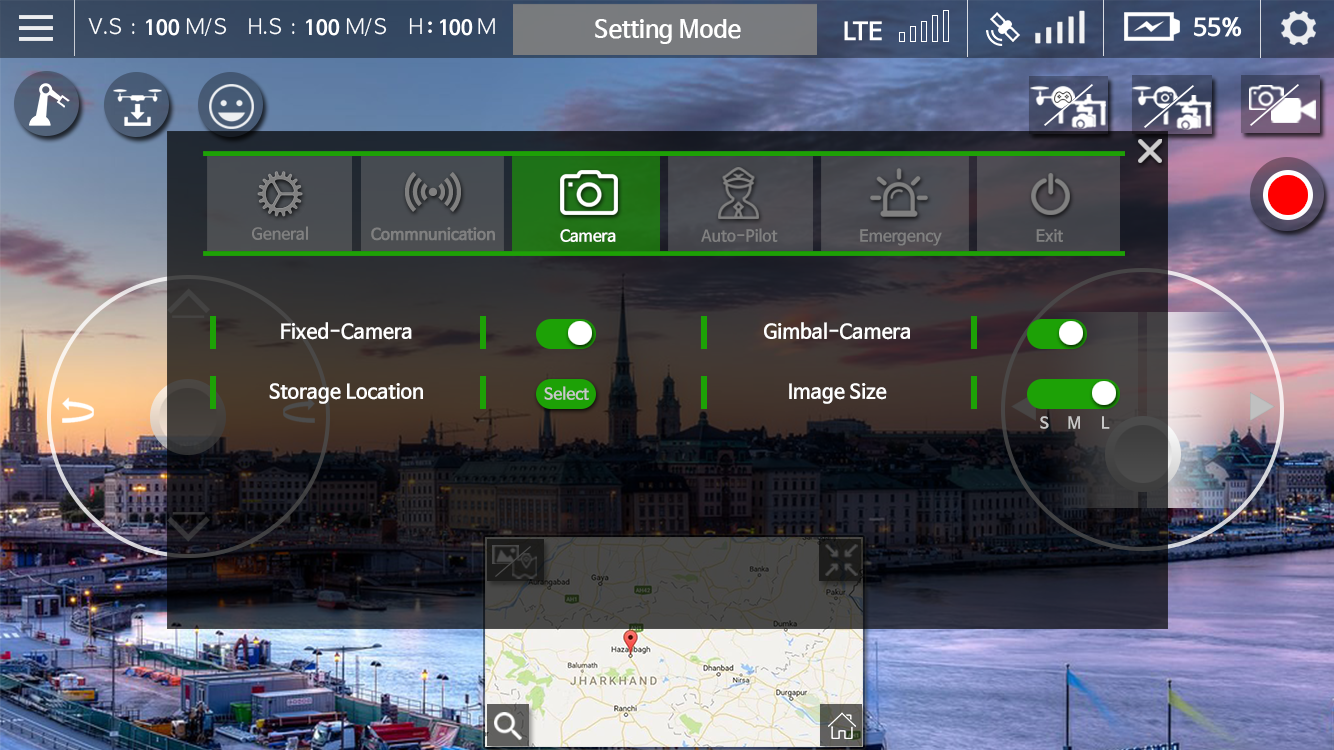 V.S : 100 M/S H.S : 100 M/S H : 100 M Setting Mode LTE 55%
General Commnunication Camera Auto-Pilot Emergency Exit
Fixed-Camera Gimbal-Camera
Storage Location Select Image Size
S M L
Banka
Gaya
Aurangabad
Pakur
Dumka
Hazaribagh
Balumath
Dhanbad
JHARKHAND
Nirsa
Durgapur
Ranchi